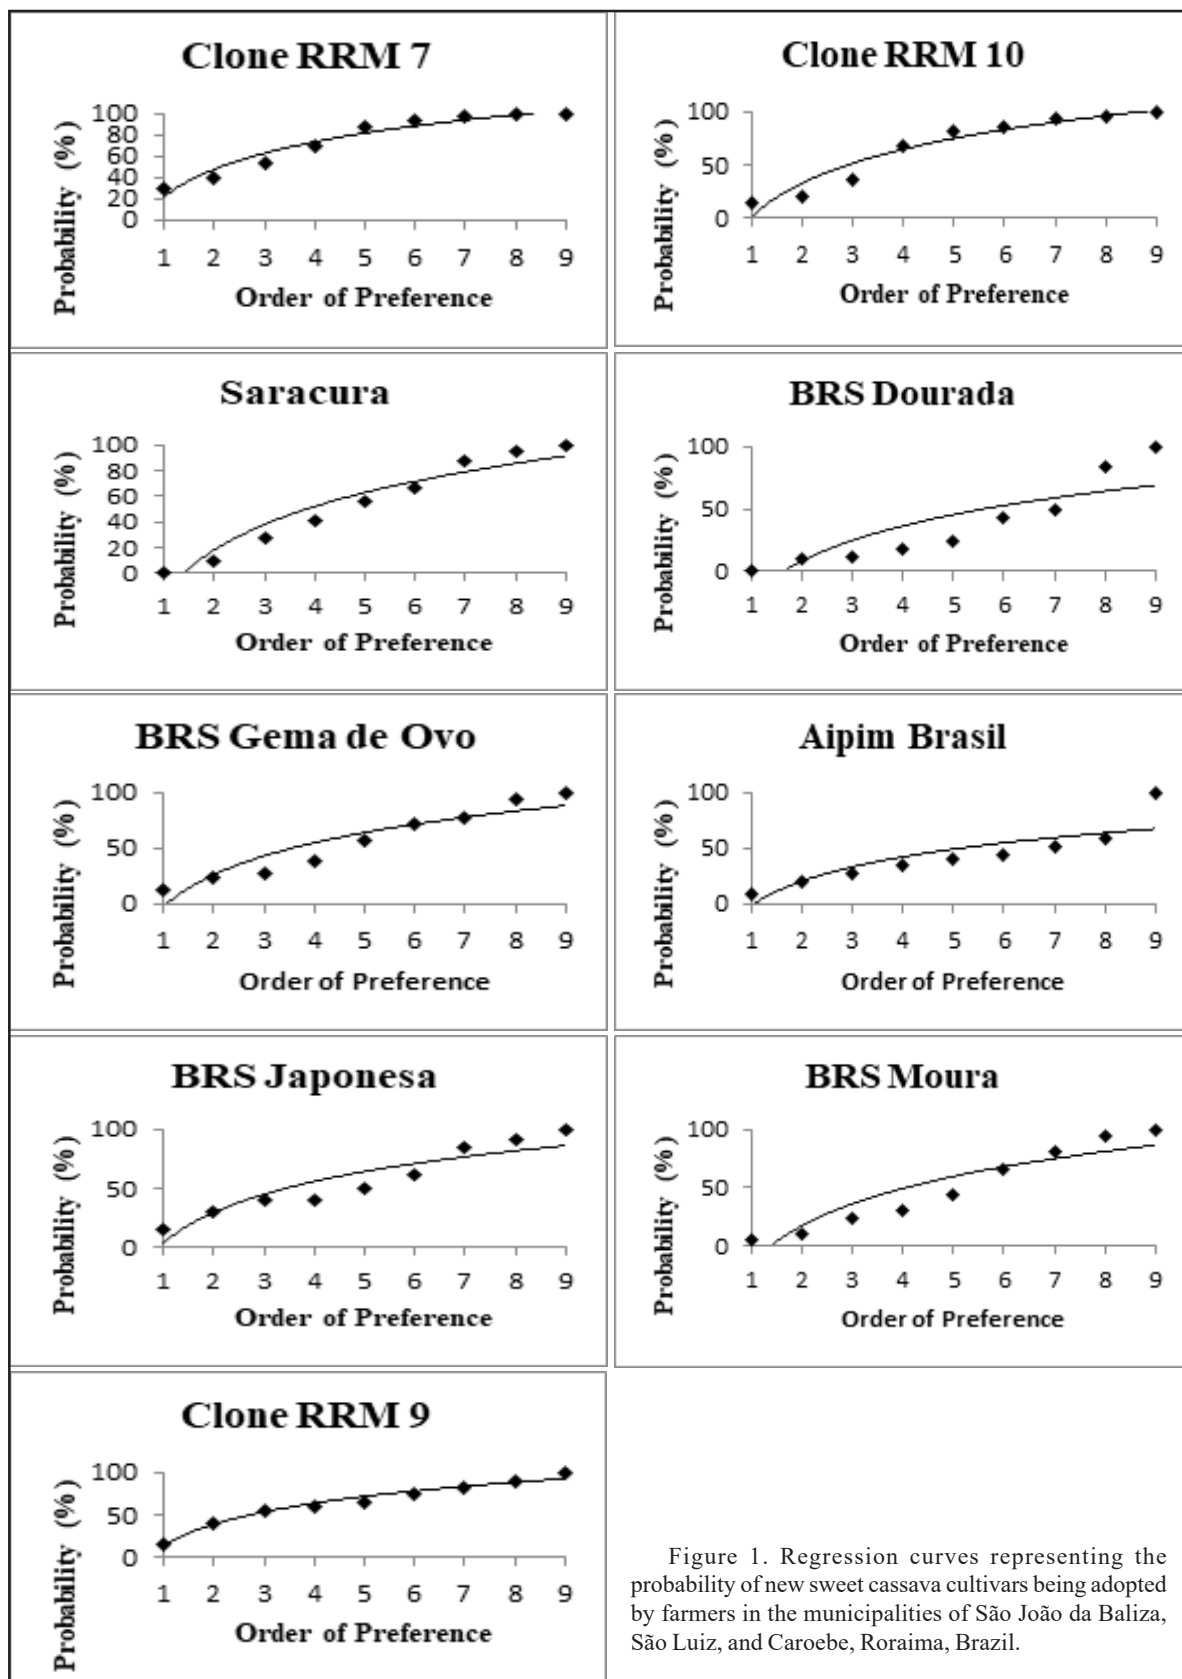 Clone RRM 7
Probability (%)
100
80
60
40
20
0
1 2 3 4 5 6 7 8 9
Order of Preference
Clone RRM 10
Probability (%)
100
50
0
1 2 3 4 5 6 7 8 9
Order of Preference
Saracura
Probability (%)
100
80
60
40
20
0
1 2 3 4 5 6 7 8 9
Order of Preference
BRS Dourada
Probability (%)
100
50
0
1 2 3 4 5 6 7 8 9
Order of Preference
BRS Gema de Ovo
Probability (%)
100
50
0
1 2 3 4 5 6 7 8 9
Order of Preference
Aipim Brasil
Probability (%)
100
50
0
1 2 3 4 5 6 7 8 9
Order of Preference
BRS Japonesa
Probability (%)
100
50
0
1 2 3 4 5 6 7 8 9
Order of Preference
BRS Moura
Probability (%)
100
50
0
1 2 3 4 5 6 7 8 9
Order of Preference
Clone RRM 9
Probability (%)
100
50
0
1 2 3 4 5 6 7 8 9
Order of Preference
Figure 1. Regression curves representing the
probability of new sweet cassava cultivars being adopted
by farmers in the municipalities of São João da Baliza,
São Luiz, and Caroebe, Roraima, Brazil.